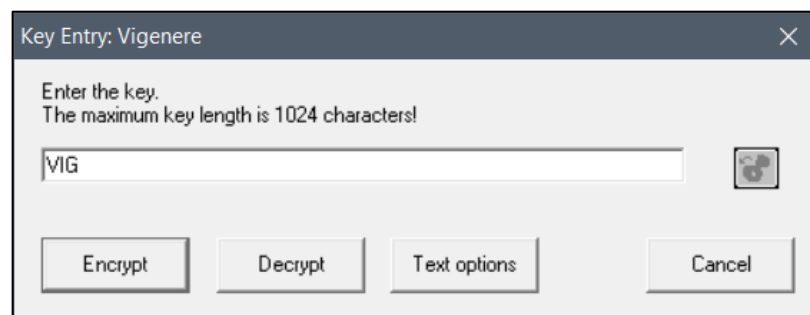 Key Entry: Vigenere
Enter the key.
The maximum key length is 1024 characters!
VIG
Encrypt Decrypt Text options Cancel